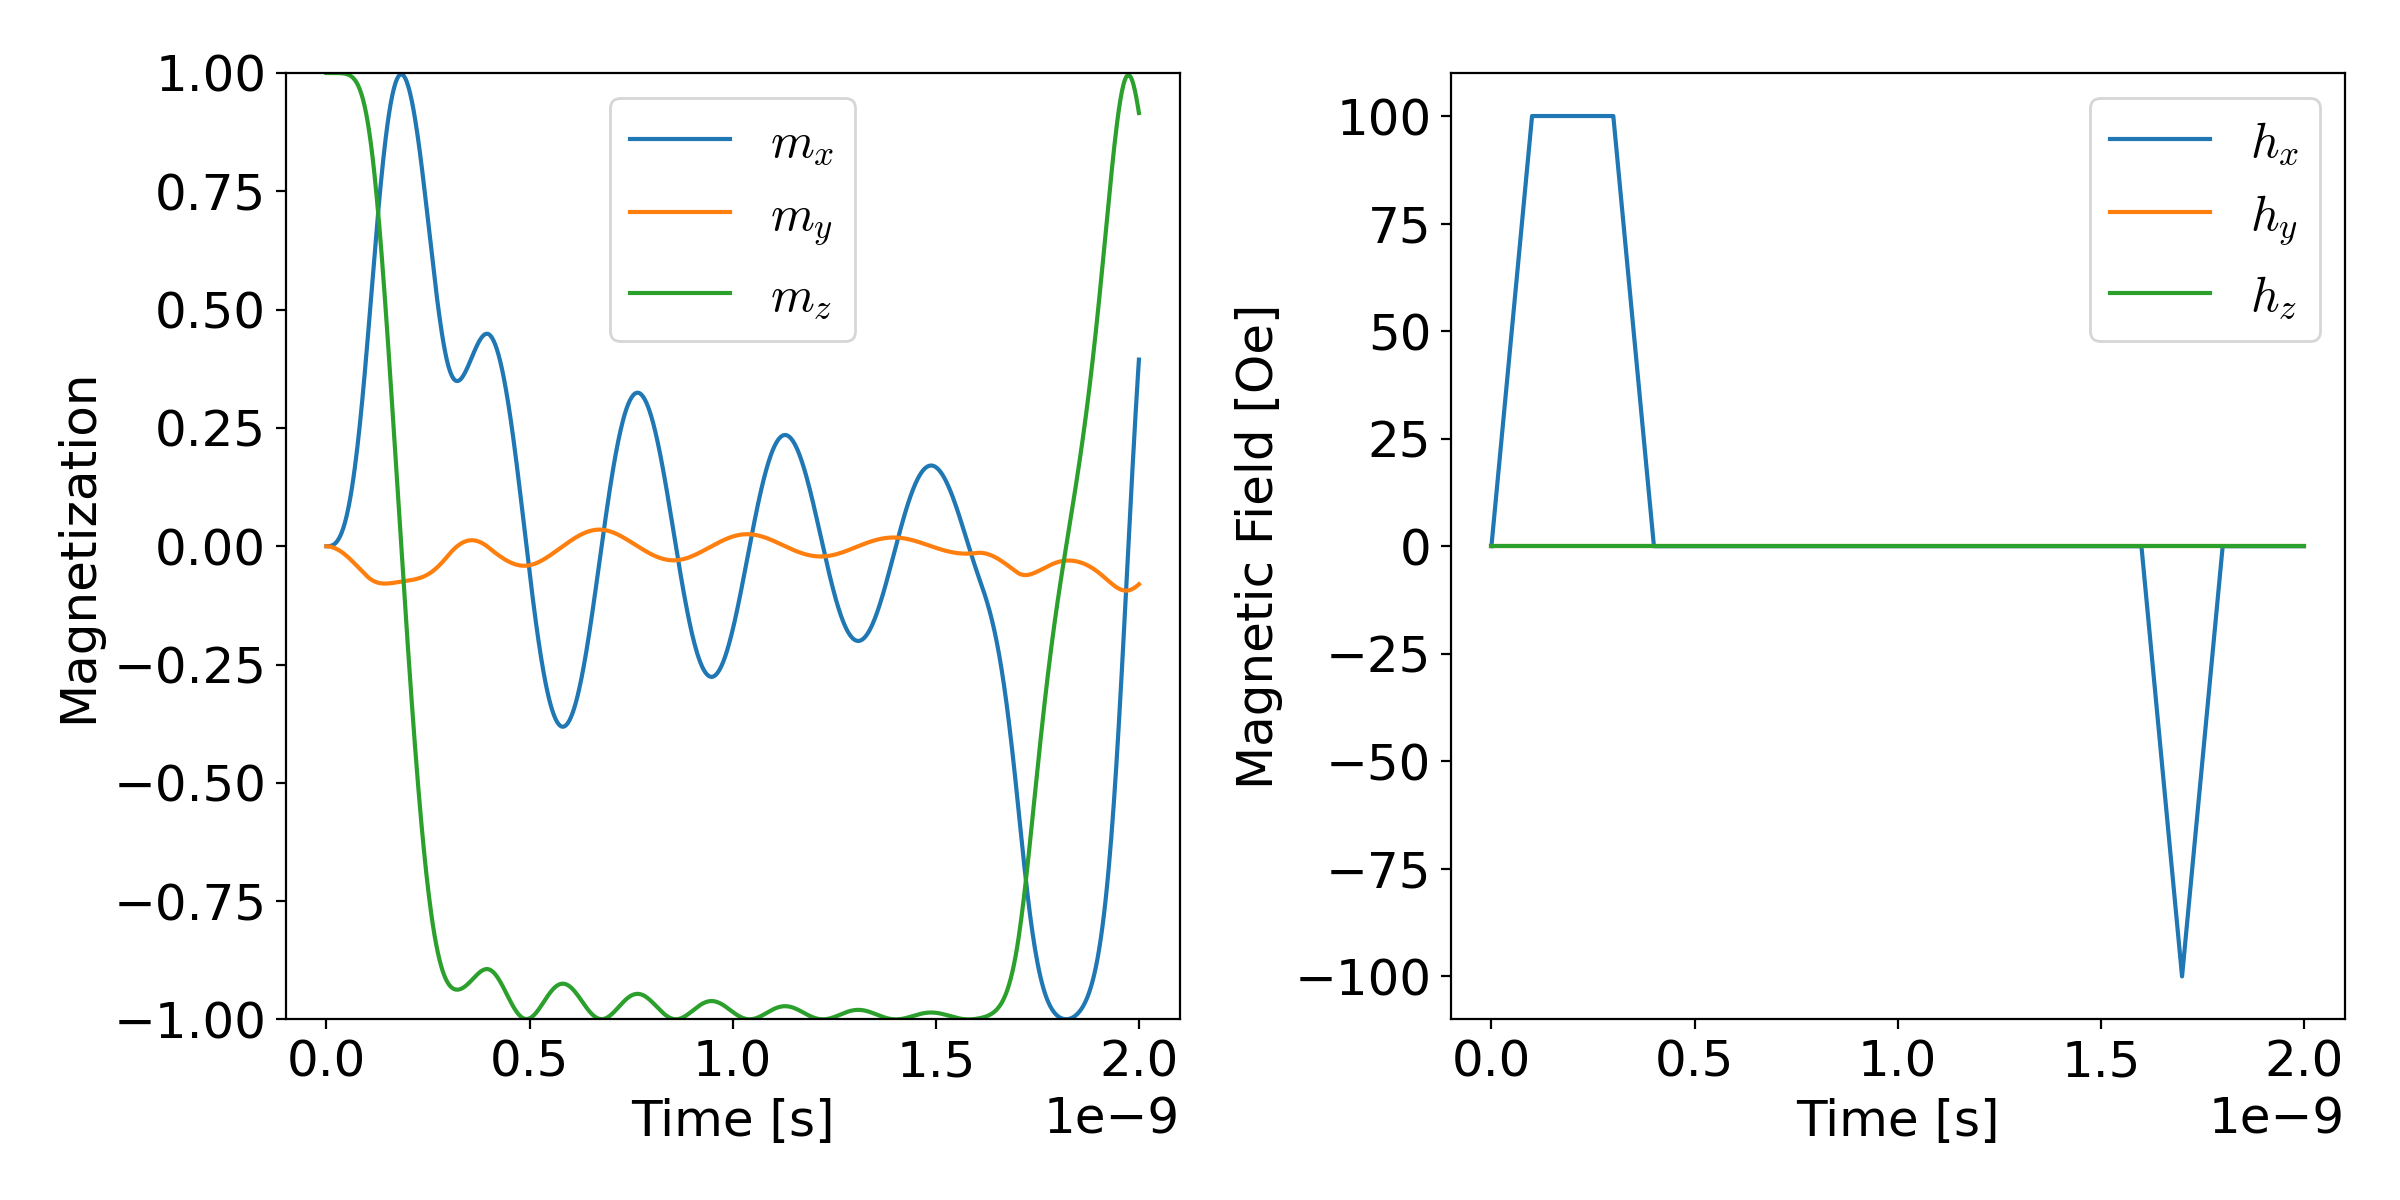 Magnetization
1.00
0.75
0.50
0.25
0.00
−0.25
−0.50
−0.75
−1.00
m_x
m_y
m_z
0.0 0.5 1.0 1.5 2.0
Time [s]
1e−9
Magnetic Field [Oe]
100
75
50
25
0
−25
−50
−75
−100
h_x
h_y
h_z
0.0 0.5 1.0 1.5 2.0
Time [s]
1e−9